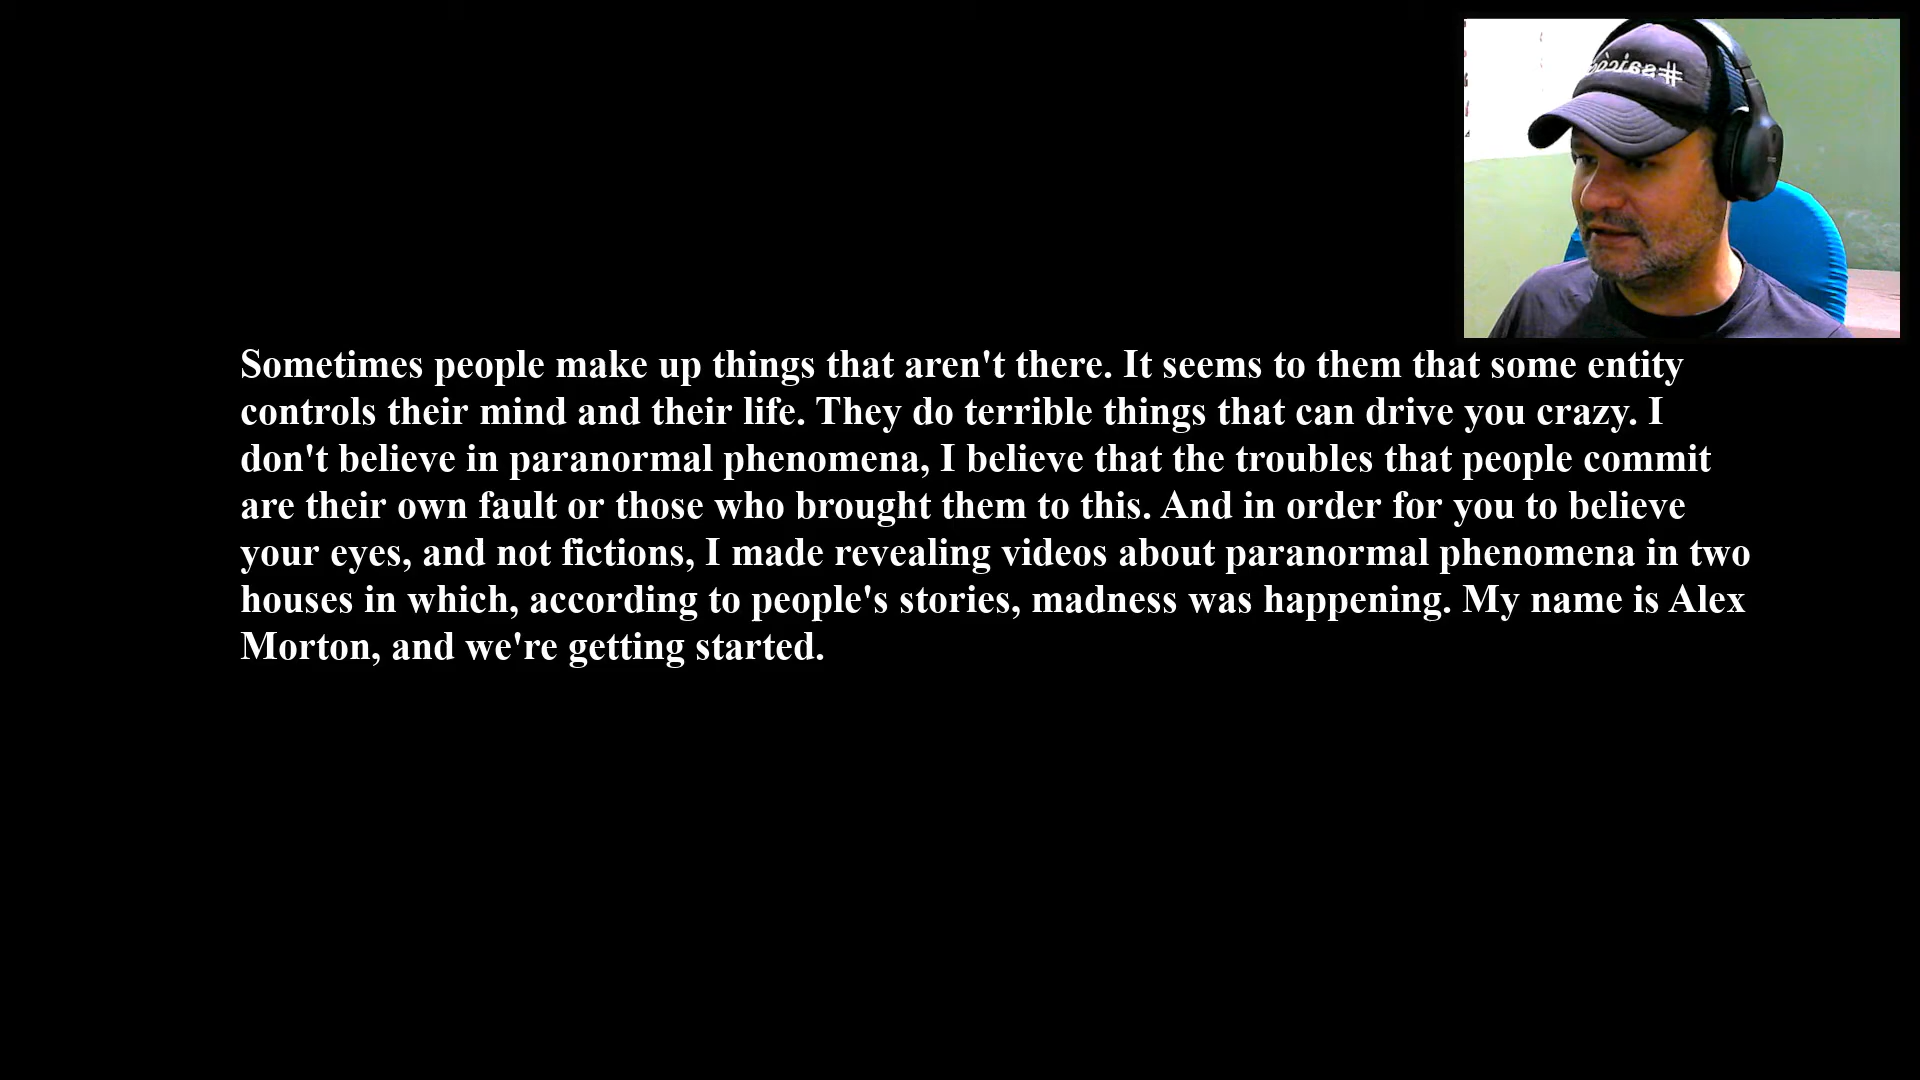 #saicos
Sometimes people make up things that aren't there. It seems to them that some entity
controls their mind and their life. They do terrible things that can drive you crazy. I
don't believe in paranormal phenomena, I believe that the troubles that people commit
are their own fault or those who brought them to this. And in order for you to believe
your eyes, and not fictions, I made revealing videos about paranormal phenomena in two
houses in which, according to people's stories, madness was happening. My name is Alex
Morton, and we're getting started.